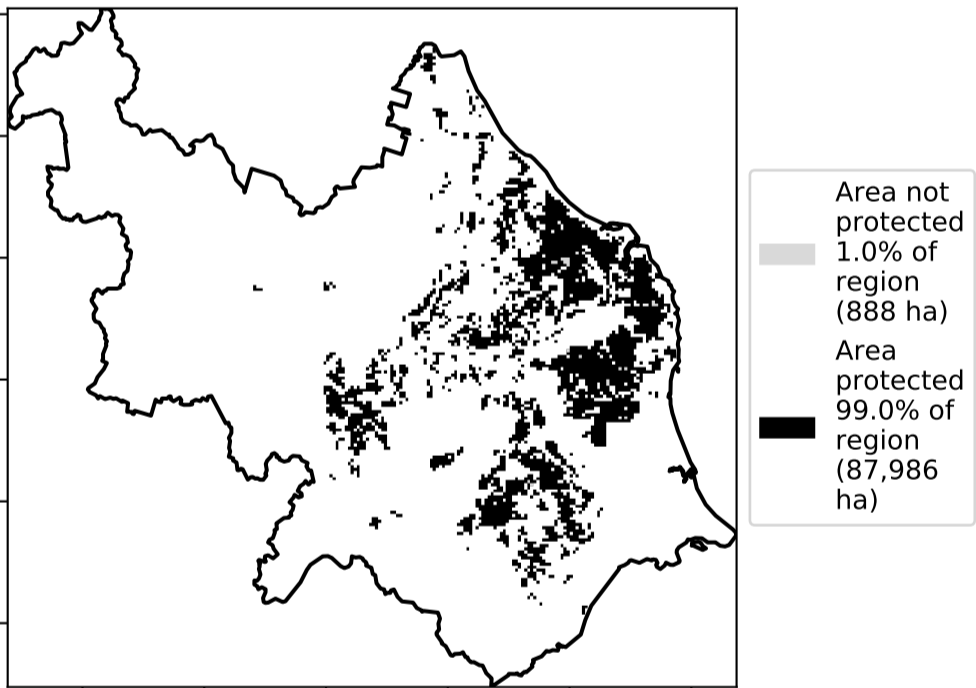 Area not
protected
1.0% of
region
(888 ha)
Area
protected
99.0% of
region
(87,986
ha)